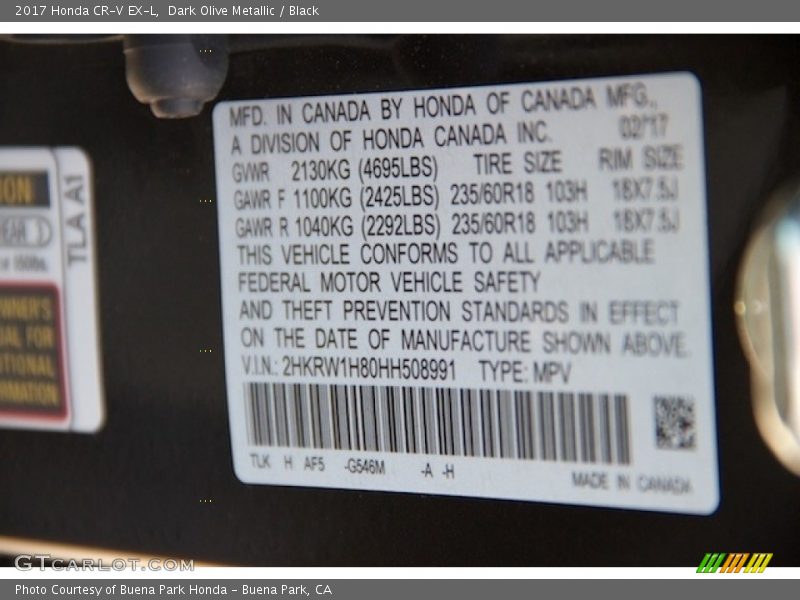 2017 Honda CR-V EX-L, Dark Olive Metallic / Black
MFD. IN CANADA BY HONDA OF CANADA MFG.,
A DIVISION OF HONDA CANADA INC. 02/'17
GVWR 2130KG (4695LBS) TIRE SIZE RIM SIZE
GAWR F 1100KG (2425LBS) 235/60R18 103H 18X7.5J
GAWR R 1040KG (2292LBS) 235/60R18 103H 18X7.5J
THIS VEHICLE CONFORMS TO ALL APPLICABLE
FEDERAL MOTOR VEHICLE SAFETY
AND THEFT PREVENTION STANDARDS IN EFFECT
ON THE DATE OF MANUFACTURE SHOWN ABOVE.
V.I.N.: 2HKRW1H80HH508991 TYPE: MPV
TLK H AF5 -G546M -A -H
MADE IN CANADA
TLA A1
GTcarlot.com
Photo Courtesy of Buena Park Honda - Buena Park, CA